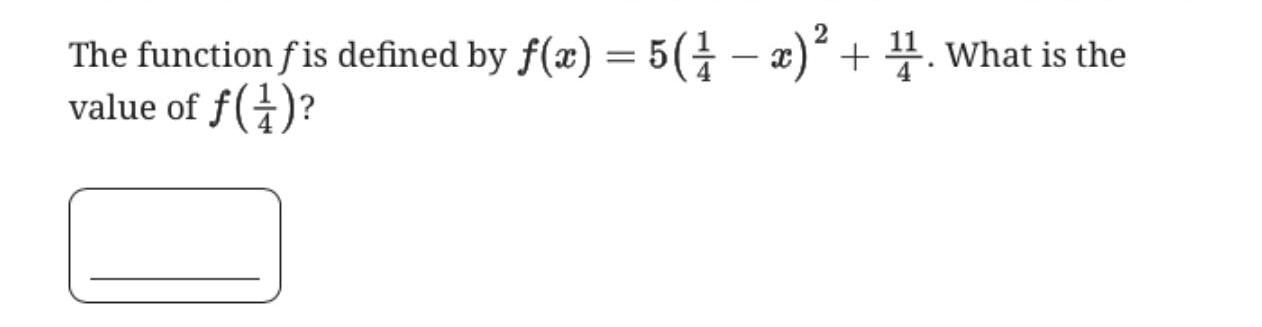 The function f is defined by f(x) = 5(1/4 − x)² + 11/4. What is the
value of f(1/4)?